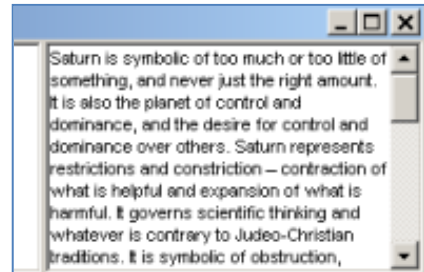 Saturn is symbolic of too much or too little of
something, and never just the right amount.
It is also the planet of control and
dominance, and the desire for control and
dominance over others. Saturn represents
restrictions and constriction – contraction of
what is helpful and expansion of what is
harmful. It governs scientific thinking and
whatever is contrary to Judeo-Christian
traditions. It is symbolic of obstruction,